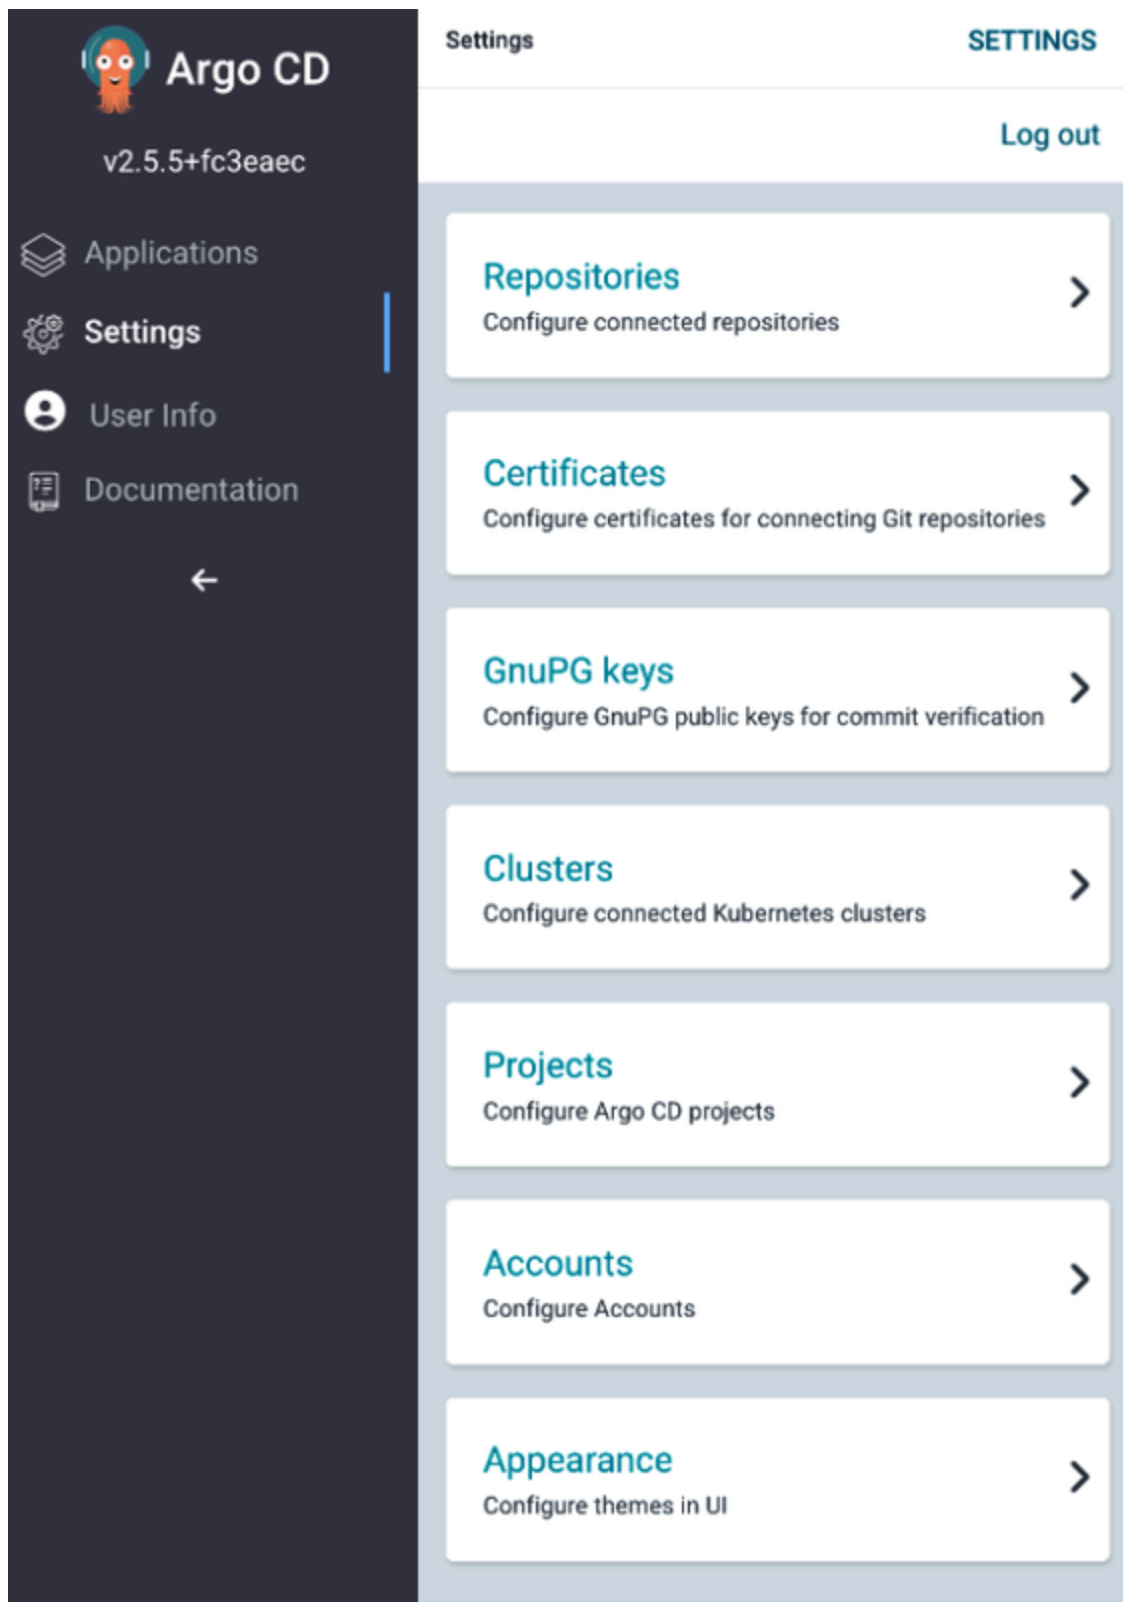 Argo CD
v2.5.5+fc3eaec
Applications
Settings
User Info
Documentation
Settings
SETTINGS
Log out
Repositories
Configure connected repositories
Certificates
Configure certificates for connecting Git repositories
GnuPG keys
Configure GnuPG public keys for commit verification
Clusters
Configure connected Kubernetes clusters
Projects
Configure Argo CD projects
Accounts
Configure Accounts
Appearance
Configure themes in UI